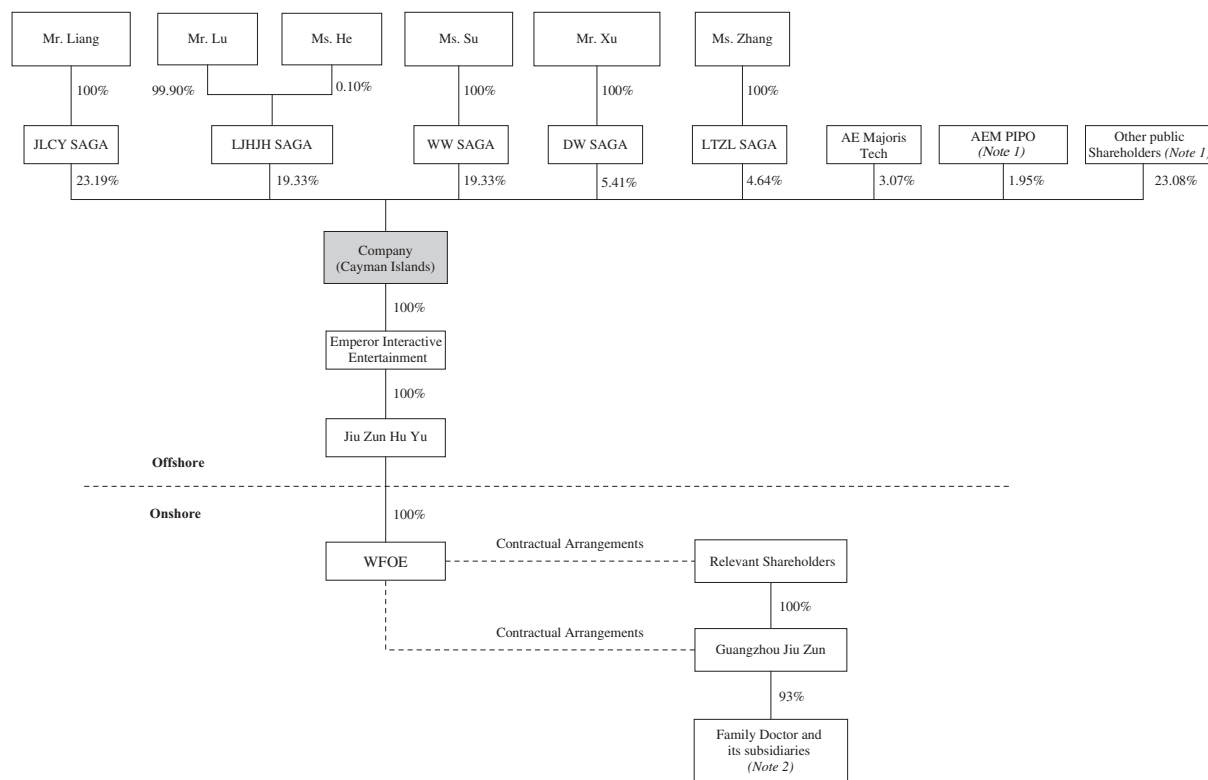 Mr. Liang
Mr. Lu
Ms. He
Ms. Su
Mr. Xu
Ms. Zhang
100%
99.90%
0.10%
100%
100%
100%
JLCY SAGA
LJHJH SAGA
WW SAGA
DW SAGA
LTZL SAGA
AE Majoris
Tech
AEM PIPO
(Note 1)
Other public
Shareholders (Note 1)
23.19%
19.33%
19.33%
5.41%
4.64%
3.07%
1.95%
23.08%
Company
(Cayman Islands)
100%
Emperor Interactive
Entertainment
100%
Jiu Zun Hu Yu
Offshore
Onshore
100%
WFOE
Contractual Arrangements
Relevant Shareholders
100%
Contractual Arrangements
Guangzhou Jiu Zun
93%
Family Doctor and
its subsidiaries
(Note 2)